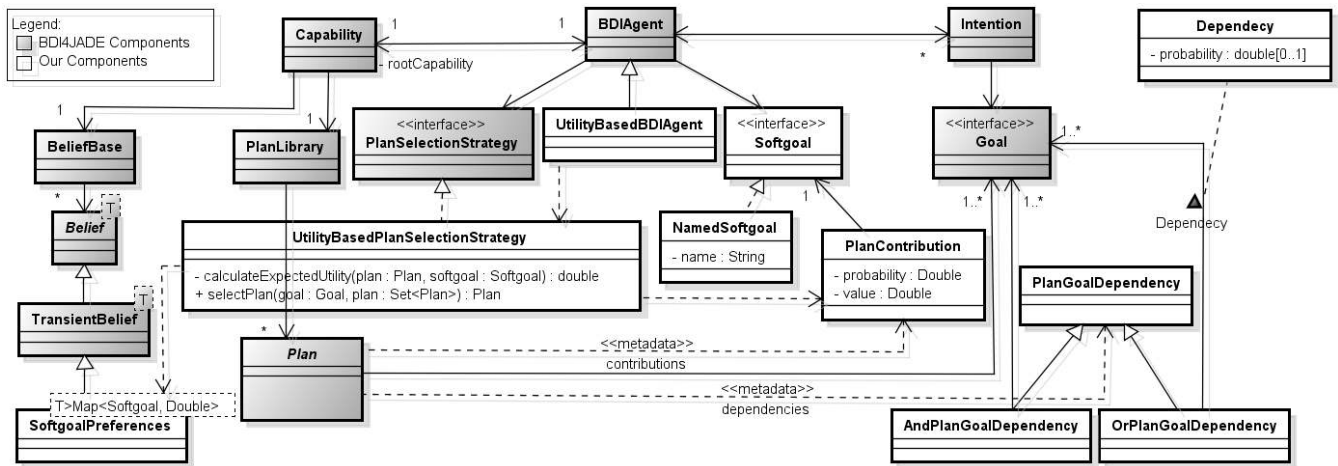 Legend:
BDI4JADE Components
Our Components
Capability
1
1
BDIAgent
- rootCapability
*
Intention
Dependecy
- probability : double[0..1]
1
1
BeliefBase
PlanLibrary
<<interface>>
PlanSelectionStrategy
UtilityBasedBDIAgent
<<interface>>
Softgoal
<<interface>>
Goal
1..*
*
T
Belief
1
1..*
1..*
Dependecy
UtilityBasedPlanSelectionStrategy
- calculateExpectedUtility(plan : Plan, softgoal : Softgoal) : double
+ selectPlan(goal : Goal, plan : Set<Plan>) : Plan
NamedSoftgoal
- name : String
PlanContribution
- probability : Double
- value : Double
PlanGoalDependency
T
TransientBelief
*
Plan
<<metadata>>
contributions
<<metadata>>
dependencies
T>Map<Softgoal, Double>
SoftgoalPreferences
AndPlanGoalDependency
OrPlanGoalDependency